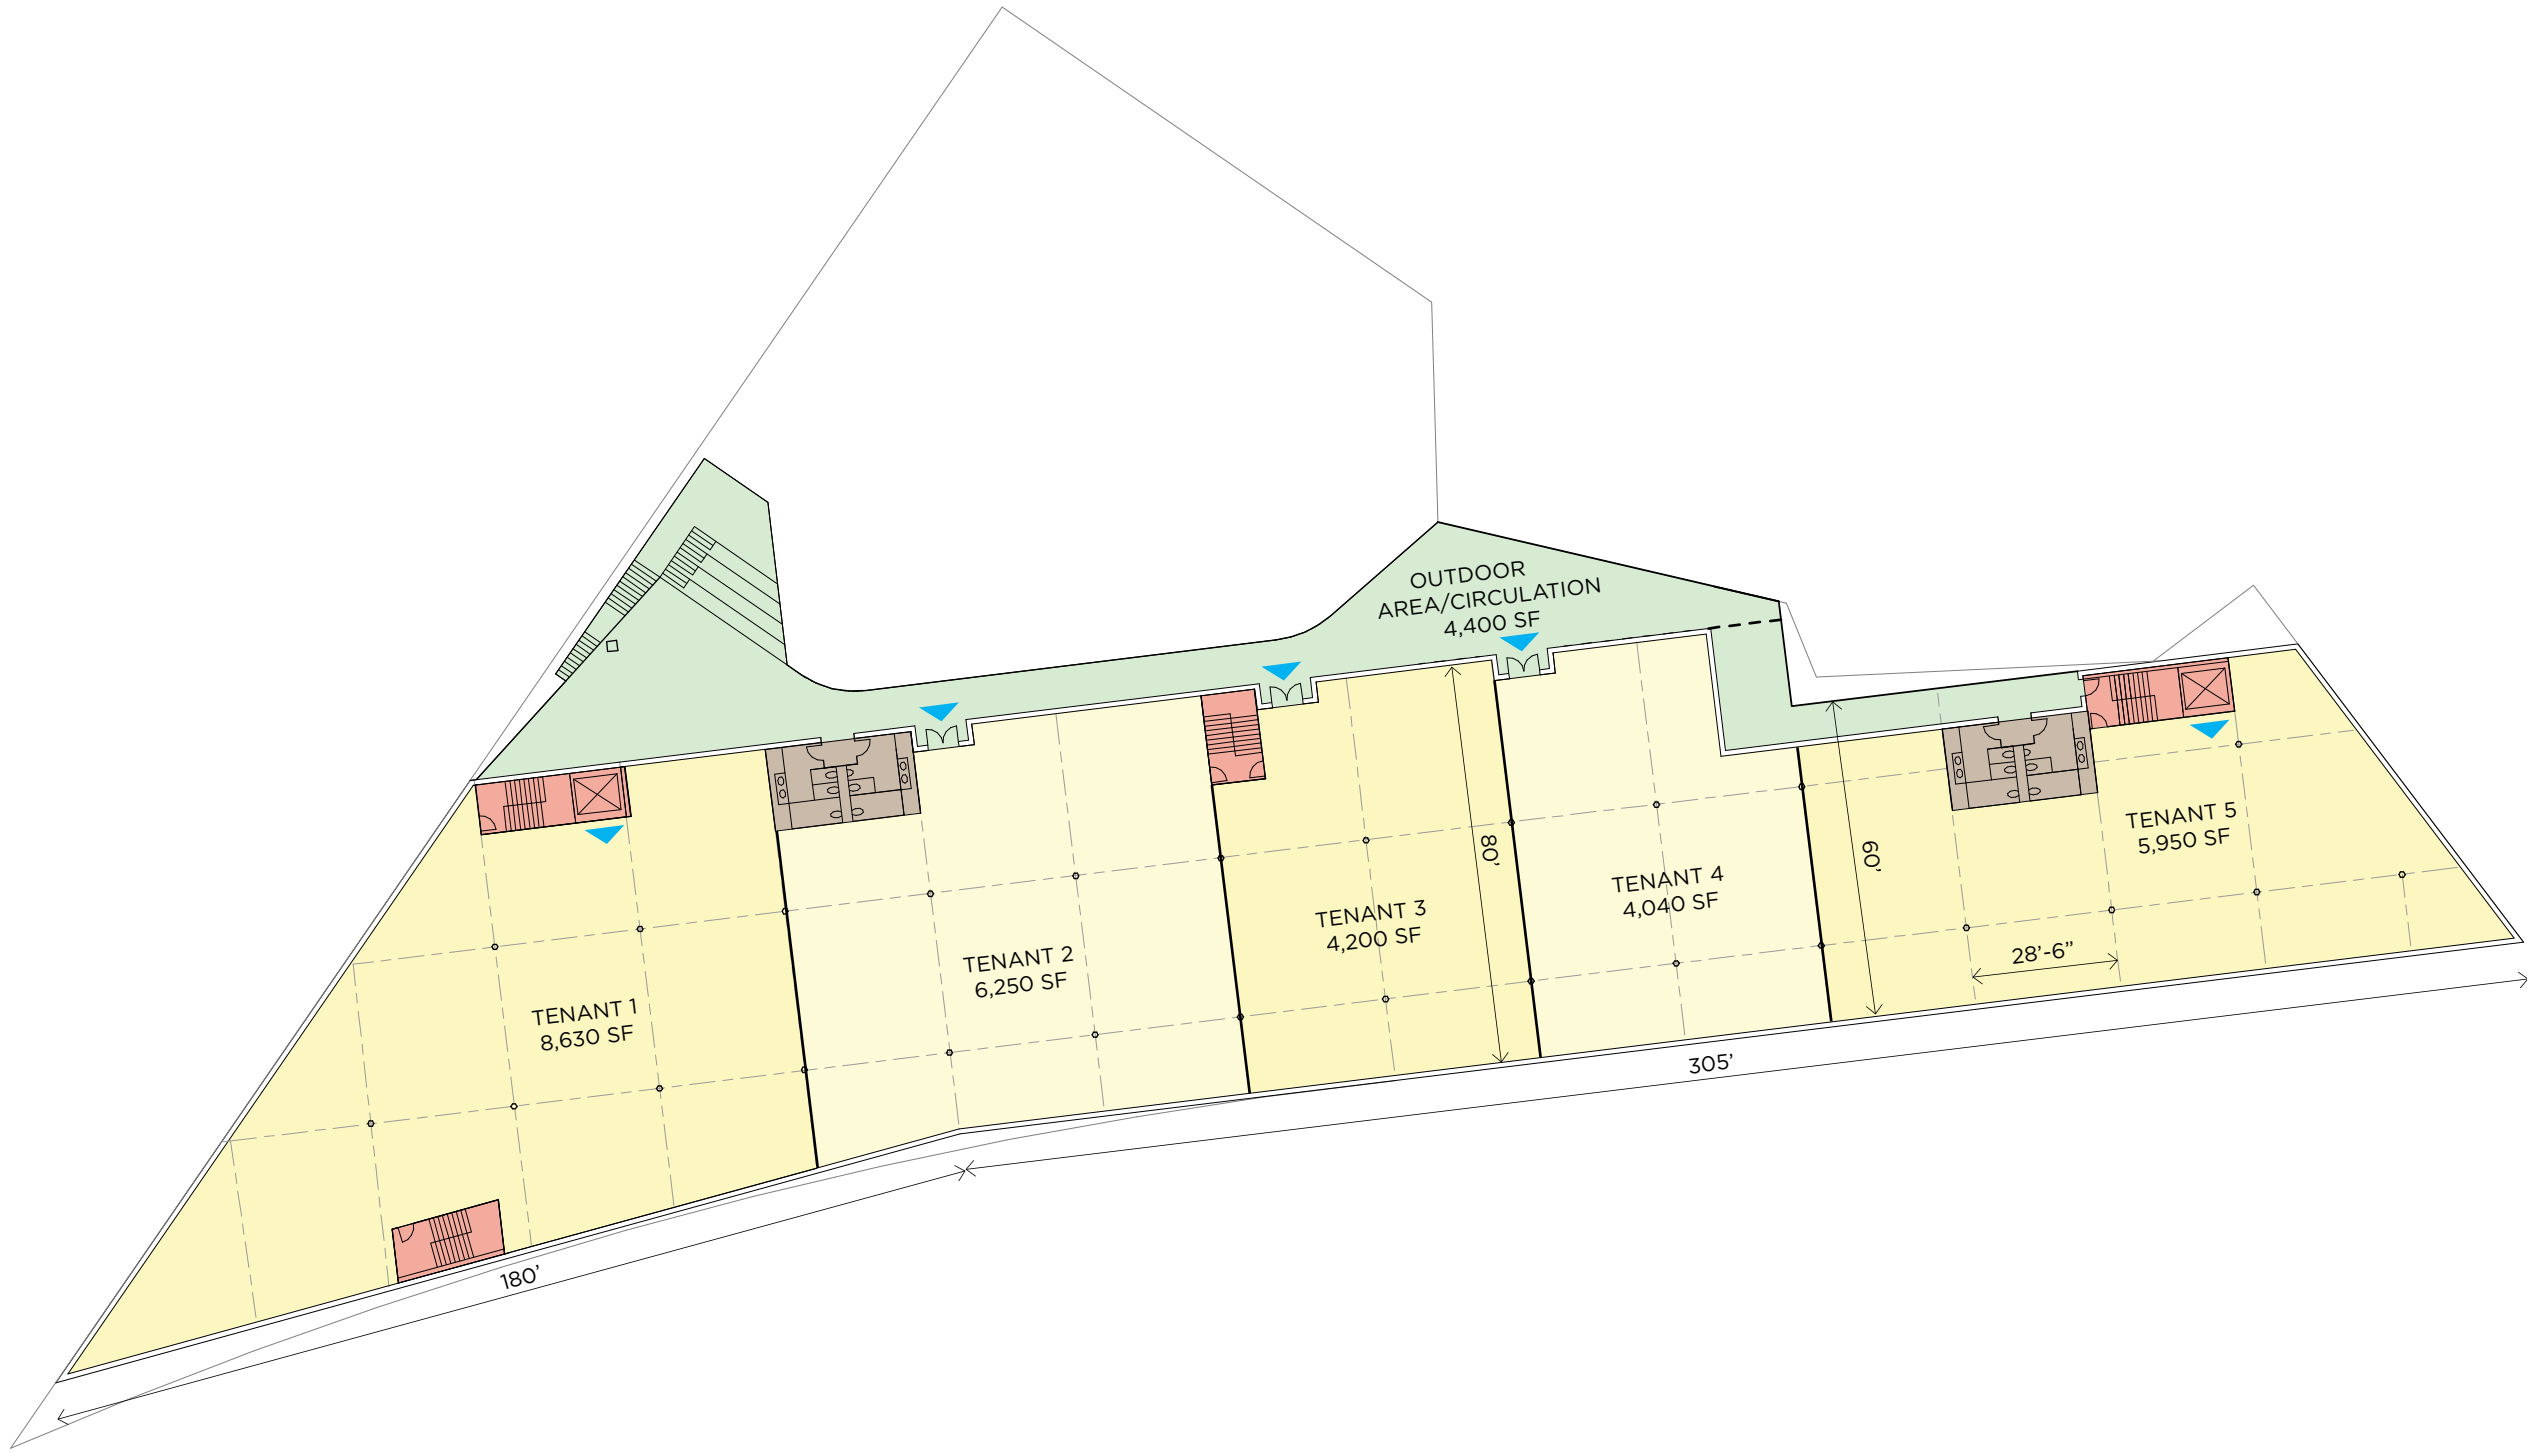 OUTDOOR
AREA/CIRCULATION
4,400 SF
TENANT 1
8,630 SF
TENANT 2
6,250 SF
TENANT 3
4,200 SF
80’
TENANT 4
4,040 SF
60’
TENANT 5
5,950 SF
28’-6”
305’
180’